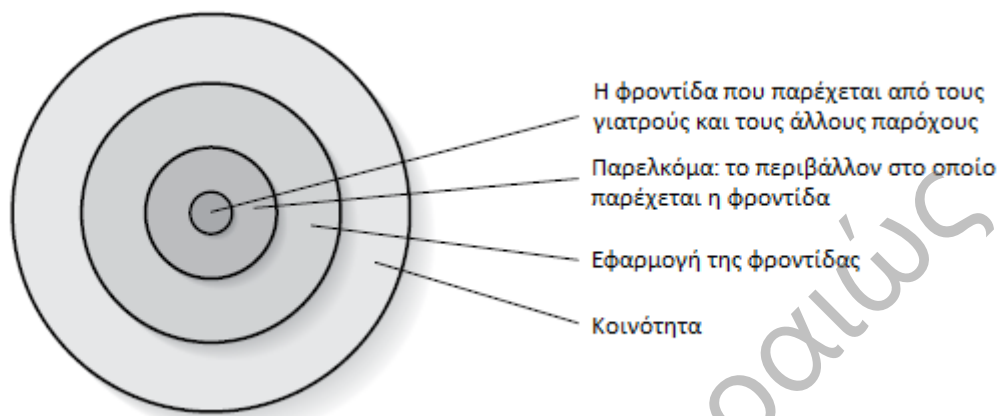 Η φροντίδα που παρέχεται από τους
γιατρούς και τους άλλους παρόχους
Παρελκόμα: το περιβάλλον στο οποίο
παρέχεται η φροντίδα
Εφαρμογή της φροντίδας
Κοινότητα
ραιώς